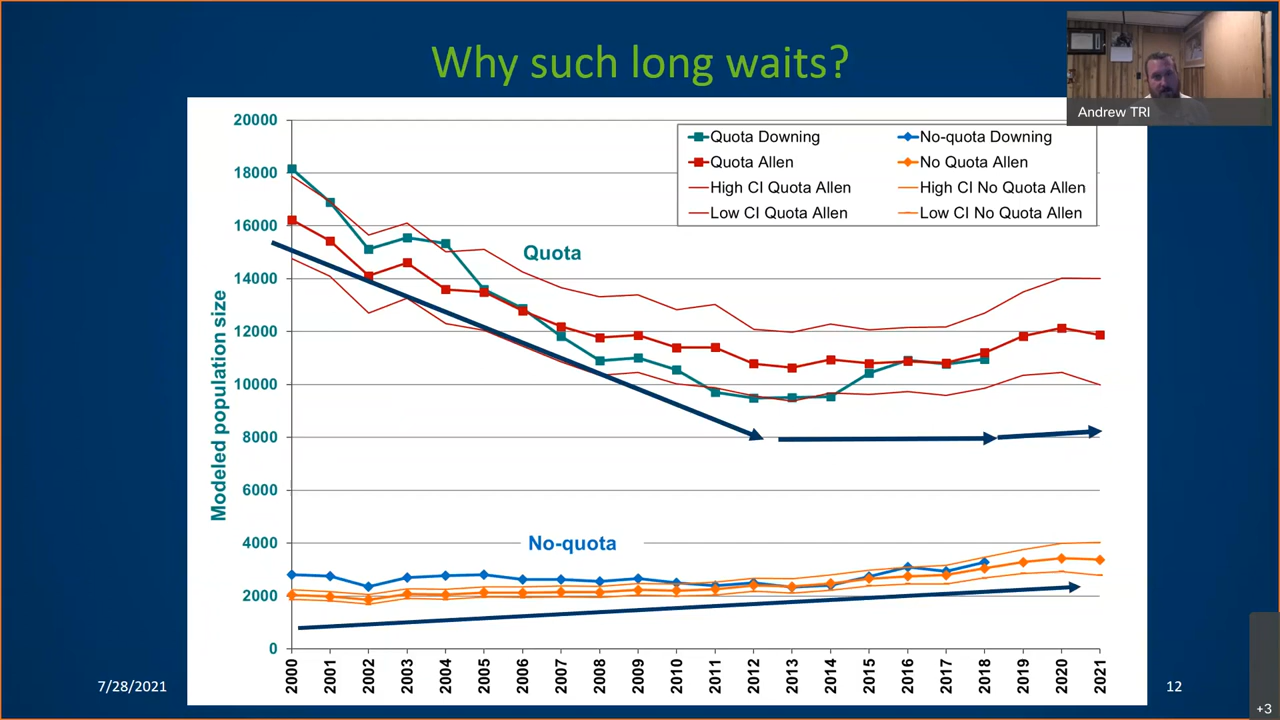 Why such long waits?
Andrew TRI
Quota Downing
No-quota Downing
Quota Allen
No Quota Allen
High CI Quota Allen
High CI No Quota Allen
Low CI Quota Allen
Low CI No Quota Allen
Modeled population size
20000
18000
16000
14000
12000
10000
8000
6000
4000
2000
0
Quota
No-quota
2000
2001
2002
2003
2004
2005
2006
2007
2008
2009
2010
2011
2012
2013
2014
2015
2016
2017
2018
2019
2020
2021
7/28/2021
12
+3